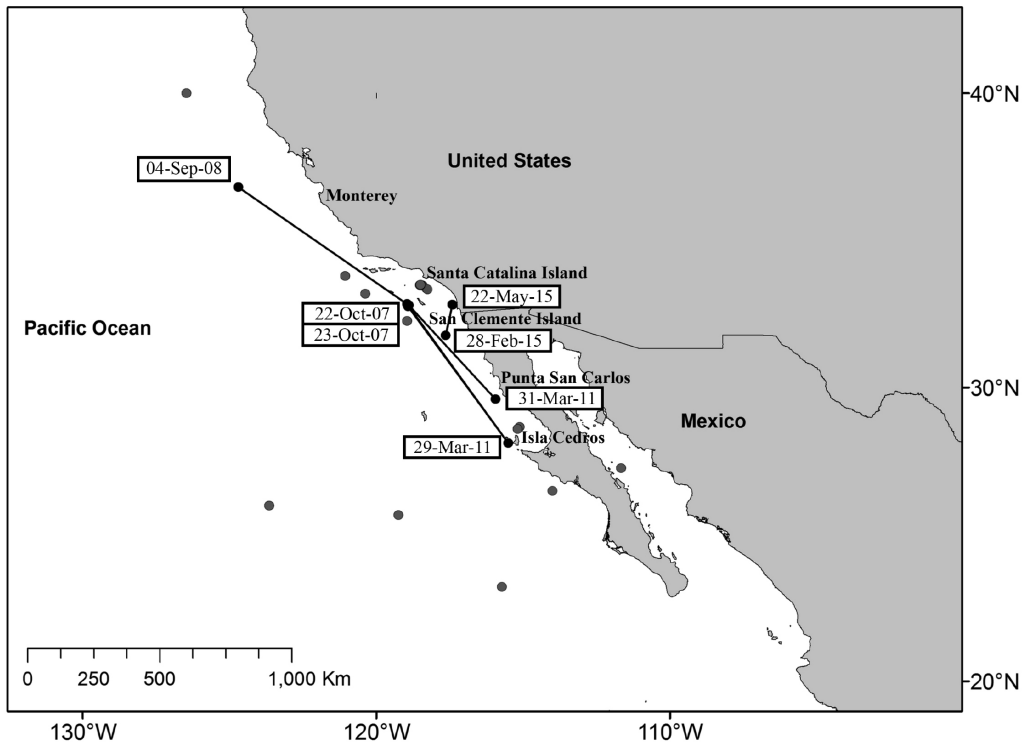 40°N
04-Sep-08
United States
Monterey
Santa Catalina Island
22-May-15
22-Oct-07
San Clemente Island
Pacific Ocean
23-Oct-07
28-Feb-15
Punta San Carlos
30°N
31-Mar-11
Mexico
Isla Cedros
29-Mar-11
0 250 500 1,000 Km
20°N
130°W 120°W 110°W